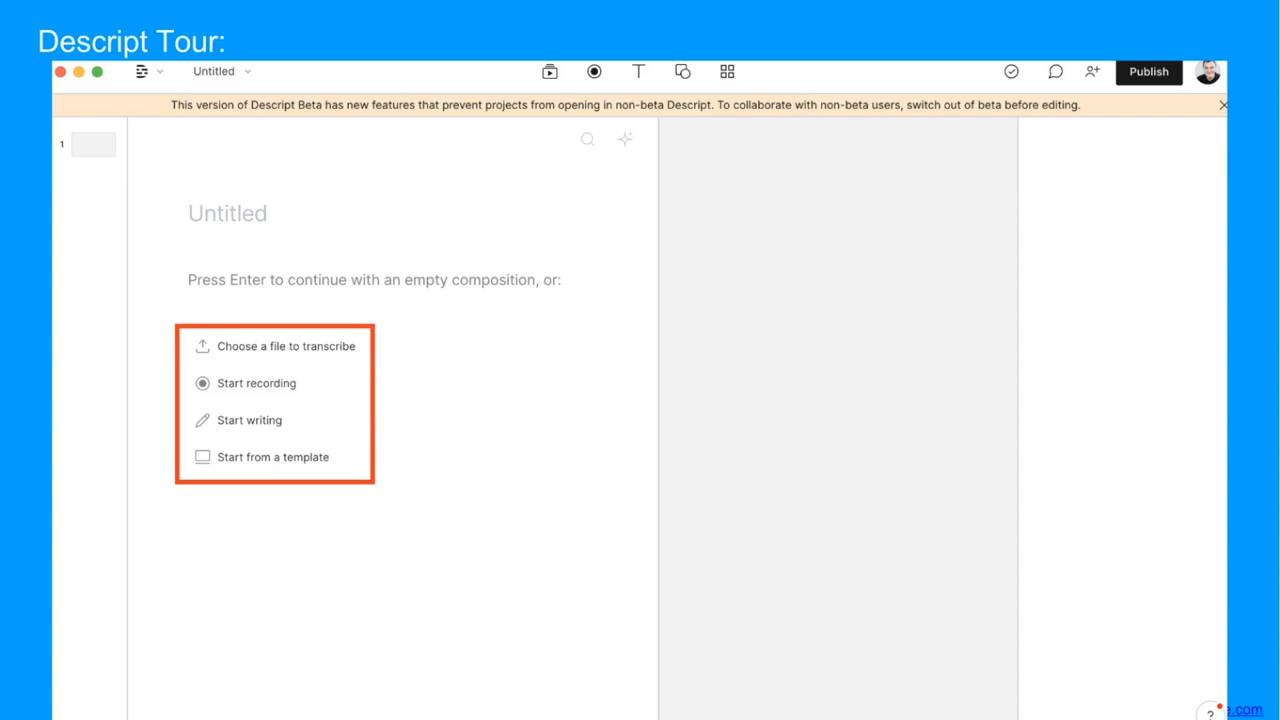 Descript Tour:
Untitled
Publish
This version of Descript Beta has new features that prevent projects from opening in non-beta Descript. To collaborate with non-beta users, switch out of beta before editing.
1
Untitled
Press Enter to continue with an empty composition, or:
Choose a file to transcribe
Start recording
Start writing
Start from a template
?
e.com